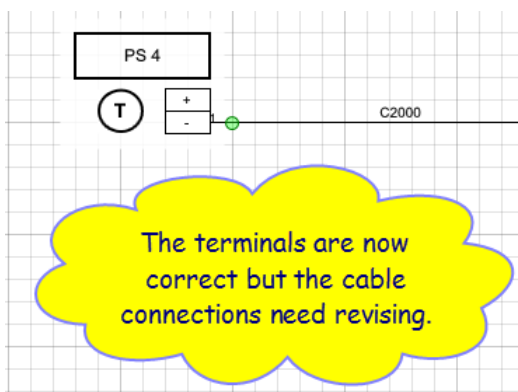 PS 4
T
+
-
1
C2000
The terminals are now
correct but the cable
connections need revising.